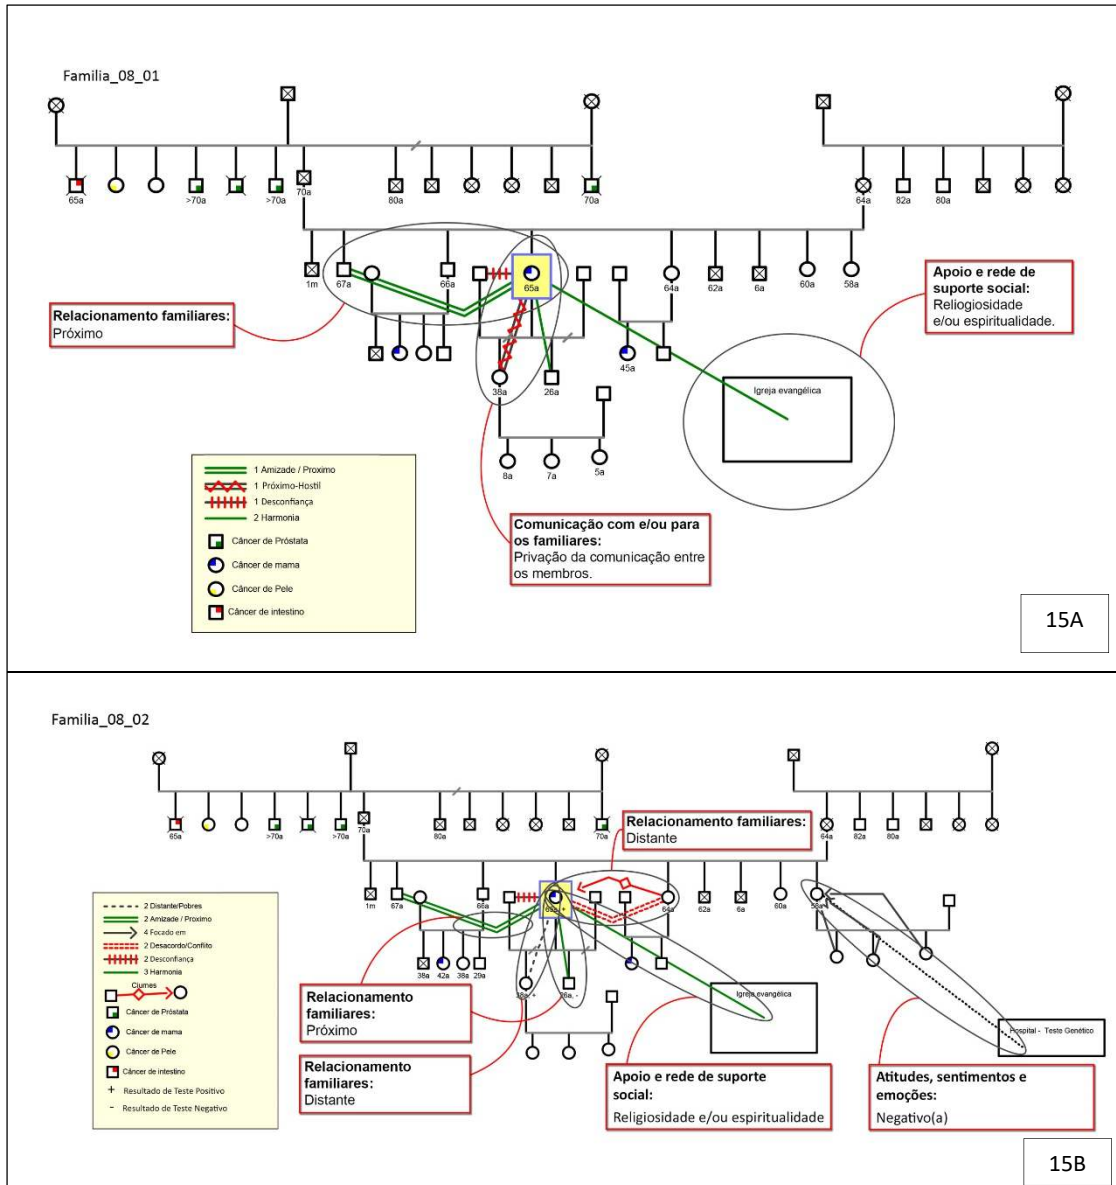 Familia_08_01
65a
>70a
>70a
70a
80a
70a
64a
82a
80a
1m
67a
66a
65a
64a
62a
6a
60a
58a
45a
38a
26a
8a
7a
5a
Relacionamento familiares:
Próximo
Apoio e rede de
suporte social:
Reliogiosidade
e/ou espiritualidade.
Igreja evangélica
1 Amizade / Proximo
1 Próximo-Hostil
1 Desconfiança
2 Harmonia
Câncer de Próstata
Câncer de mama
Câncer de Pele
Câncer de intestino
Comunicação com e/ou para
os familiares:
Privação da comunicação entre
os membros.
15A
Familia_08_02
65a
>70a
>70a
70a
80a
70a
64a
82a
80a
Relacionamento familiares:
Distante
1m
67a
66a
64a
62a
6a
60a
58a
38a
42a
38a
29a
38a, +
26a, -
2 Distante/Pobres
2 Amizade / Próximo
4 Focado em
2 Desacordo/Conflito
2 Desconfiança
3 Harmonia
Ciumes
Câncer de Próstata
Câncer de mama
Câncer de Pele
Câncer de intestino
+ Resultado de Teste Positivo
- Resultado de Teste Negativo
Relacionamento
familiares:
Próximo
Relacionamento
familiares:
Distante
Igreja evangélica
Hospital - Teste Genético
Apoio e rede de suporte
social:
Religiosidade e/ou espiritualidade
Atitudes, sentimentos e
emoções:
Negativo(a)
15B